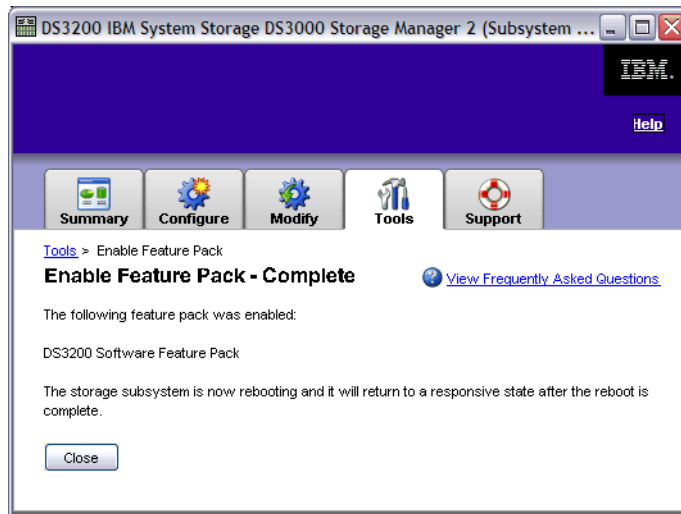 DS3200 IBM System Storage DS3000 Storage Manager 2 (Subsystem ...
IBM.
Help
Summary
Configure
Modify
Tools
Support
Tools > Enable Feature Pack
Enable Feature Pack - Complete
View Frequently Asked Questions
The following feature pack was enabled:
DS3200 Software Feature Pack
The storage subsystem is now rebooting and it will return to a responsive state after the reboot is
complete.
Close